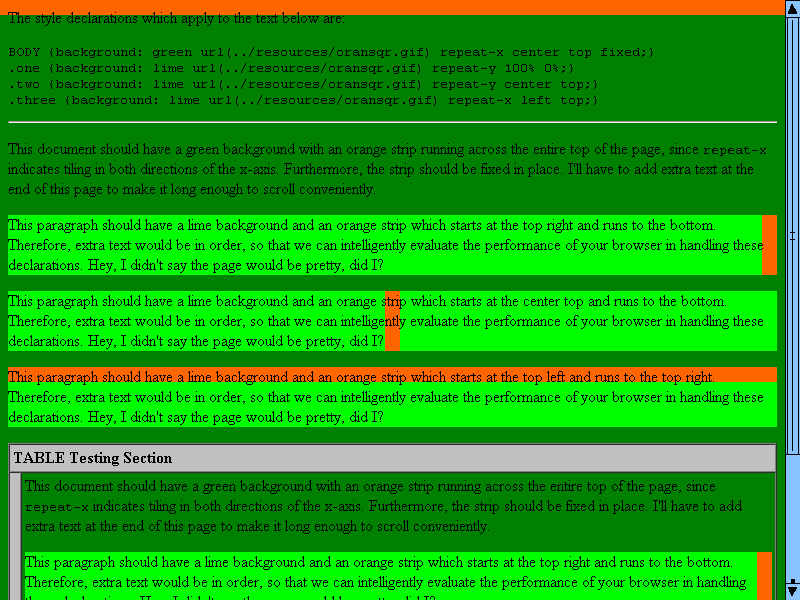 The style declarations which apply to the text below are:
BODY {background: green url(../resources/oransqr.gif) repeat-x center top fixed;}
.one {background: lime url(../resources/oransqr.gif) repeat-y 100% 0%;}
.two {background: lime url(../resources/oransqr.gif) repeat-y center top;}
.three {background: lime url(../resources/oransqr.gif) repeat-x left top;}
This document should have a green background with an orange strip running across the entire top of the page, since repeat-x
indicates tiling in both directions of the x-axis. Furthermore, the strip should be fixed in place. I'll have to add extra text at the
end of this page to make it long enough to scroll conveniently.
This paragraph should have a lime background and an orange strip which starts at the top right and runs to the bottom.
Therefore, extra text would be in order, so that we can intelligently evaluate the performance of your browser in handling these
declarations. Hey, I didn't say the page would be pretty, did I?
This paragraph should have a lime background and an orange strip which starts at the center top and runs to the bottom.
Therefore, extra text would be in order, so that we can intelligently evaluate the performance of your browser in handling these
declarations. Hey, I didn't say the page would be pretty, did I?
This paragraph should have a lime background and an orange strip which starts at the top left and runs to the top right.
Therefore, extra text would be in order, so that we can intelligently evaluate the performance of your browser in handling these
declarations. Hey, I didn't say the page would be pretty, did I?
TABLE Testing Section
This document should have a green background with an orange strip running across the entire top of the page, since
repeat-x indicates tiling in both directions of the x-axis. Furthermore, the strip should be fixed in place. I'll have to add
extra text at the end of this page to make it long enough to scroll conveniently.
This paragraph should have a lime background and an orange strip which starts at the top right and runs to the bottom.
Therefore, extra text would be in order, so that we can intelligently evaluate the performance of your browser in